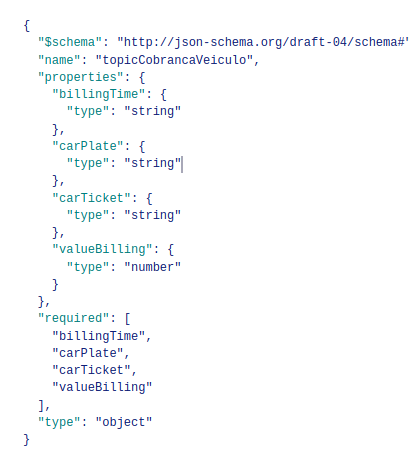 {
"$schema": "http://json-schema.org/draft-04/schema#"
"name": "topicCobrancaVeiculo",
"properties": {
"billingTime": {
"type": "string"
},
"carPlate": {
"type": "string"
},
"carTicket": {
"type": "string"
},
"valueBilling": {
"type": "number"
}
},
"required": [
"billingTime",
"carPlate",
"carTicket",
"valueBilling"
],
"type": "object"
}